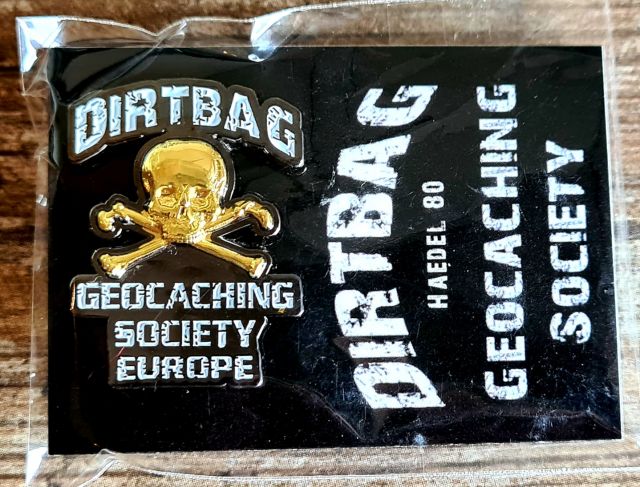 DIRTBAG
GEOCACHING
SOCIETY
EUROPE
DIRTBAG
HAEDEL 80
GEOCACHING
SOCIETY